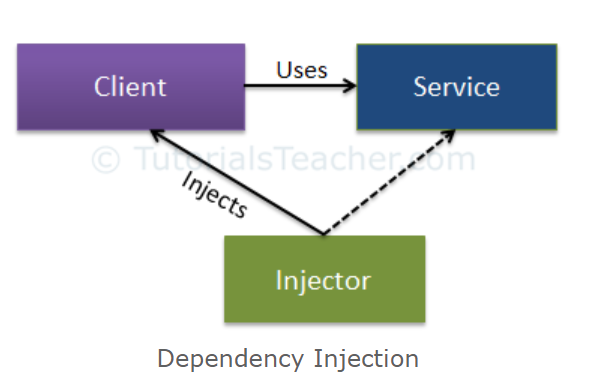 Uses
Client
Service
© TutorialsTeacher.com
Injects
Injector
Dependency Injection